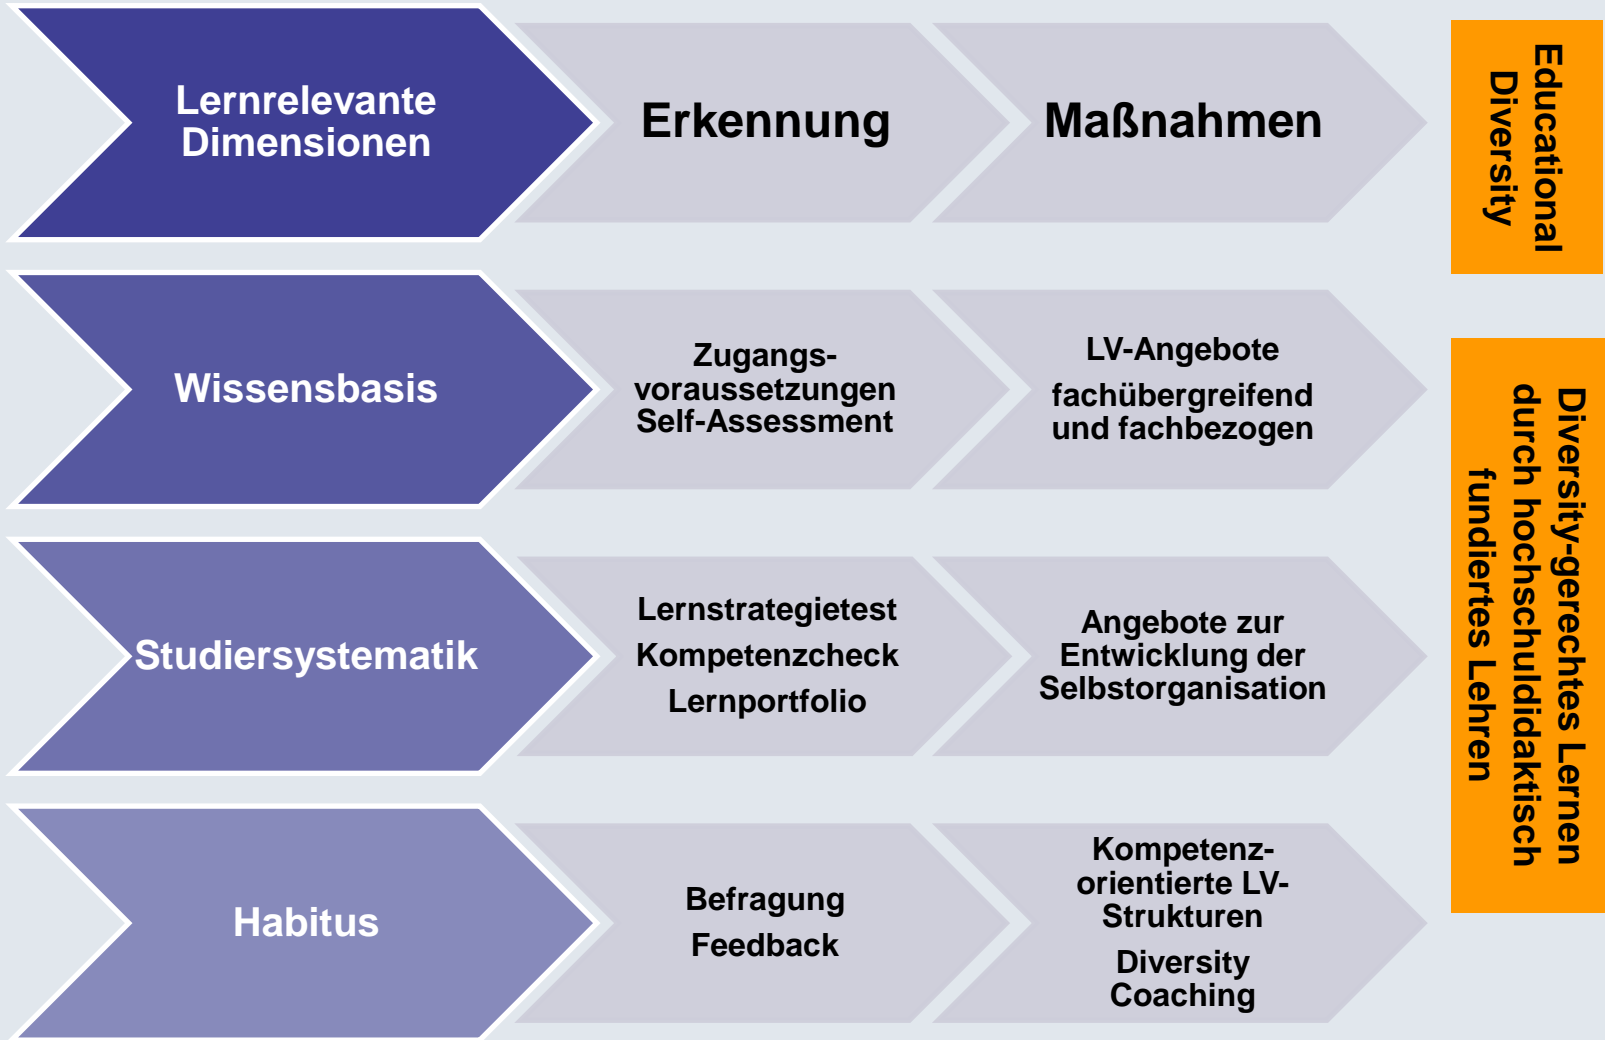 Lernrelevante
Dimensionen
Erkennung
Maßnahmen
Educational
Diversity
Wissensbasis
Zugangs-
voraussetzungen
Self-Assessment
LV-Angebote
fachübergreifend
und fachbezogen
Studiersystematik
Lernstrategietest
Kompetenzcheck
Lernportfolio
Angebote zur
Entwicklung der
Selbstorganisation
Habitus
Befragung
Feedback
Kompetenz-
orientierte LV-
Strukturen
Diversity
Coaching
Diversity-gerechtes Lernen
durch hochschuldidaktisch
fundiertes Lehren